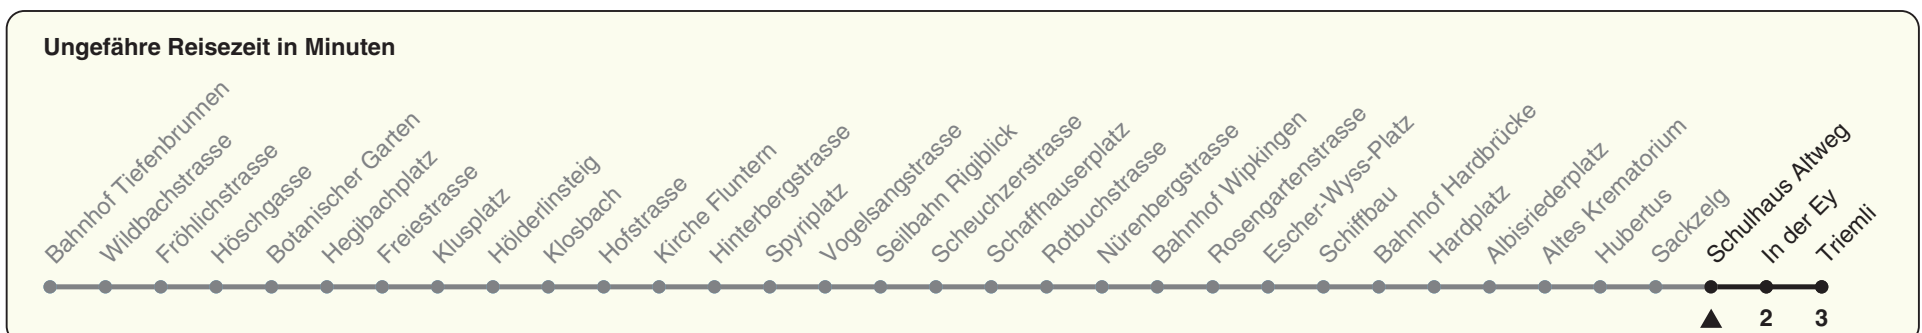 Ungefähre Reisezeit in Minuten
Bahnhof Tiefenbrunnen
Wildbachstrasse
Fröhlichstrasse
Höschgasse
Botanischer Garten
Hegibachplatz
Freiestrasse
Klusplatz
Hölderlinsteig
Klosbach
Hofstrasse
Kirche Fluntern
Hinterbergstrasse
Spyriplatz
Vogelsangstrasse
Seilbahn Rigiblick
Scheuchzerstrasse
Schaffhauserplatz
Rotbuchstrasse
Nürenbergstrasse
Bahnhof Wipkingen
Rosengartenstrasse
Escher-Wyss-Platz
Schiffbau
Bahnhof Hardbrücke
Hardplatz
Albisriederplatz
Altes Krematorium
Hubertus
Sackzelg
Schulhaus Altweg
In der Ey
Triemli
2 3